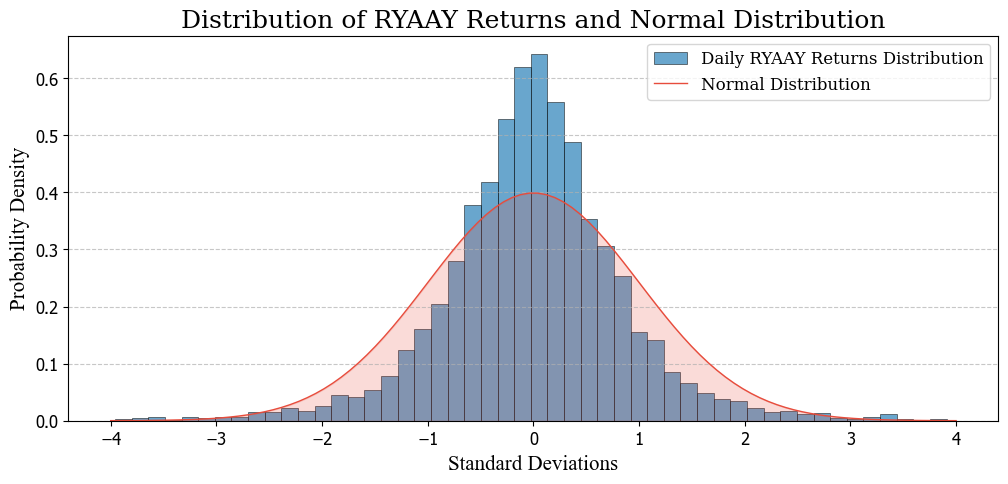 Distribution of RYAAY Returns and Normal Distribution
Daily RYAAY Returns Distribution
Normal Distribution
Probability Density
0.6
0.5
0.4
0.3
0.2
0.1
0.0
−4 −3 −2 −1 0 1 2 3 4
Standard Deviations